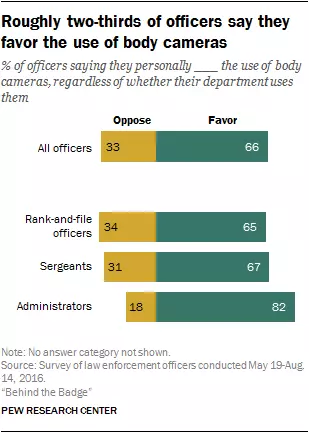 Roughly two-thirds of officers say they
favor the use of body cameras
% of officers saying they personally ___ the use of body
cameras, regardless of whether their department uses
them
Oppose Favor
All officers 33 66
Rank-and-file
officers 34 65
Sergeants 31 67
Administrators 18 82
Note: No answer category not shown.
Source: Survey of law enforcement officers conducted May 19-Aug.
14, 2016.
“Behind the Badge”
PEW RESEARCH CENTER